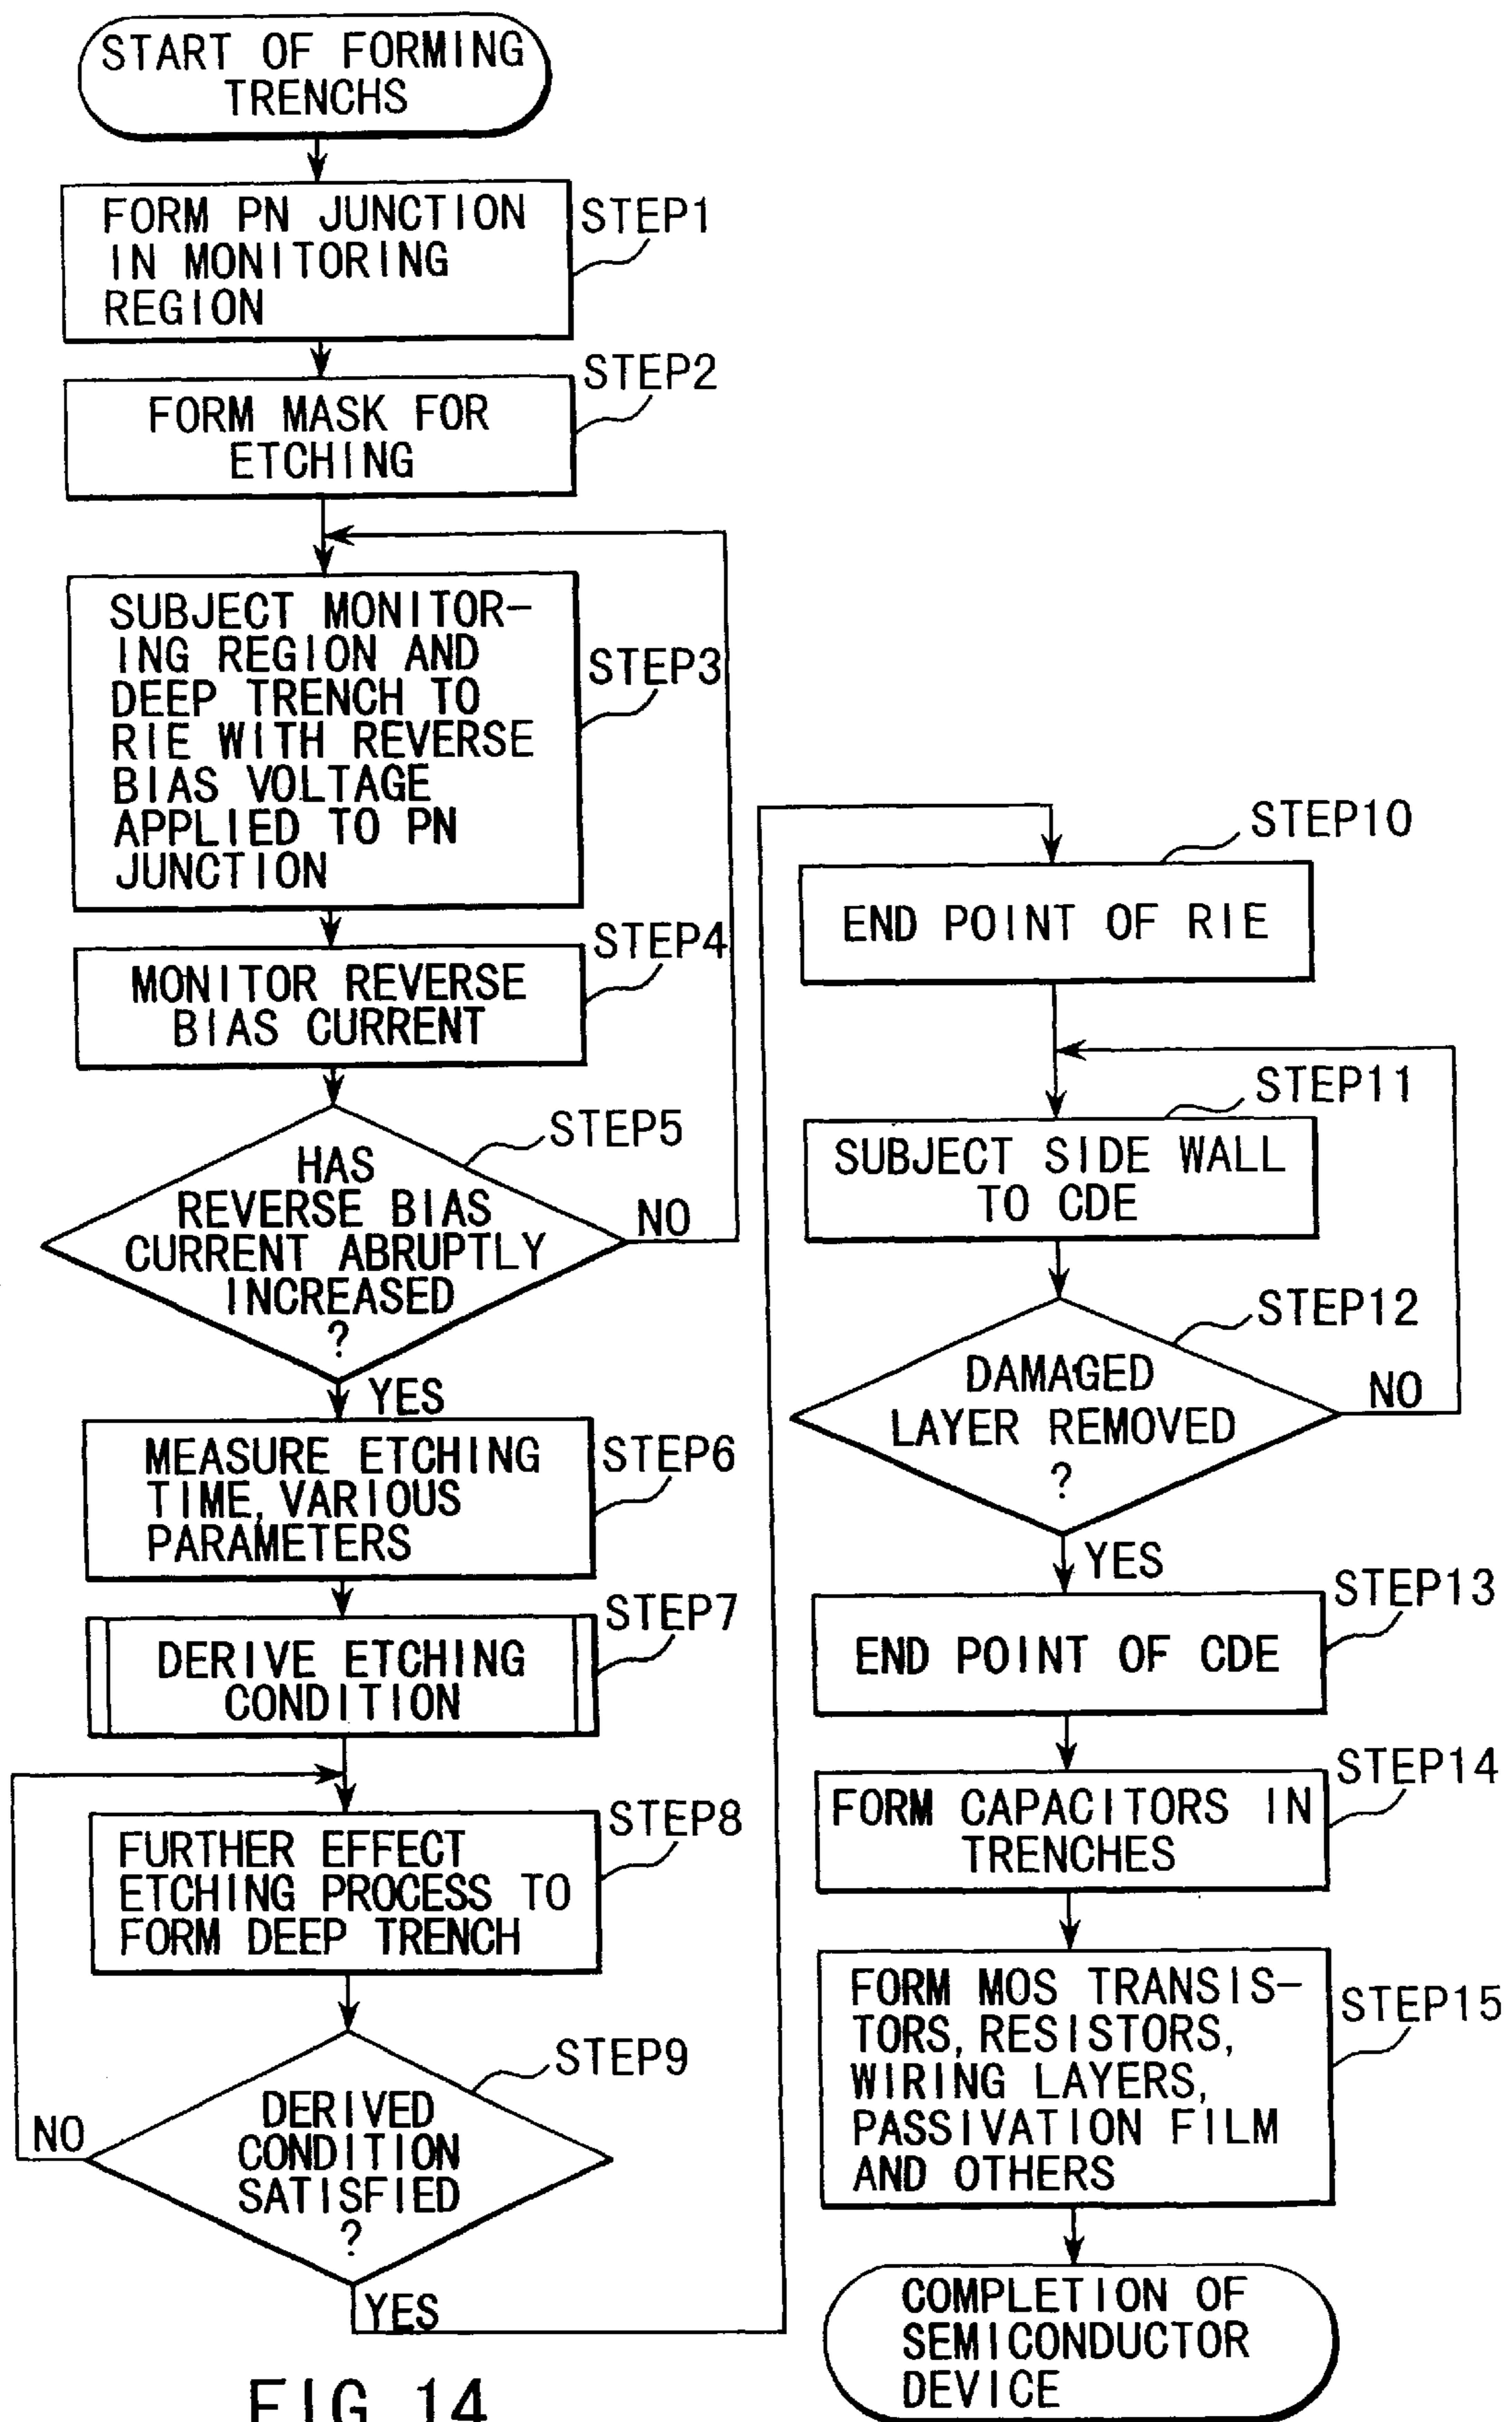 START OF FORMING
TRENCHS
FORM PN JUNCTION
IN MONITORING
REGION
STEP1
FORM MASK FOR
ETCHING
STEP2
SUBJECT MONITOR-
ING REGION AND
DEEP TRENCH TO
RIE WITH REVERSE
BIAS VOLTAGE
APPLIED TO PN
JUNCTION
STEP3
MONITOR REVERSE
BIAS CURRENT
STEP4
HAS
REVERSE BIAS
CURRENT ABRUPTLY
INCREASED
?
STEP5
NO
YES
MEASURE ETCHING
TIME, VARIOUS
PARAMETERS
STEP6
DERIVE ETCHING
CONDITION
STEP7
FURTHER EFFECT
ETCHING PROCESS TO
FORM DEEP TRENCH
STEP8
DERIVED
CONDITION
SATISFIED
?
STEP9
NO
YES
END POINT OF RIE
STEP10
SUBJECT SIDE WALL
TO CDE
STEP11
DAMAGED
LAYER REMOVED
?
STEP12
NO
YES
END POINT OF CDE
STEP13
FORM CAPACITORS IN
TRENCHES
STEP14
FORM MOS TRANSIS-
TORS, RESISTORS,
WIRING LAYERS,
PASSIVATION FILM
AND OTHERS
STEP15
COMPLETION OF
SEMICONDUCTOR
DEVICE
FIG. 14